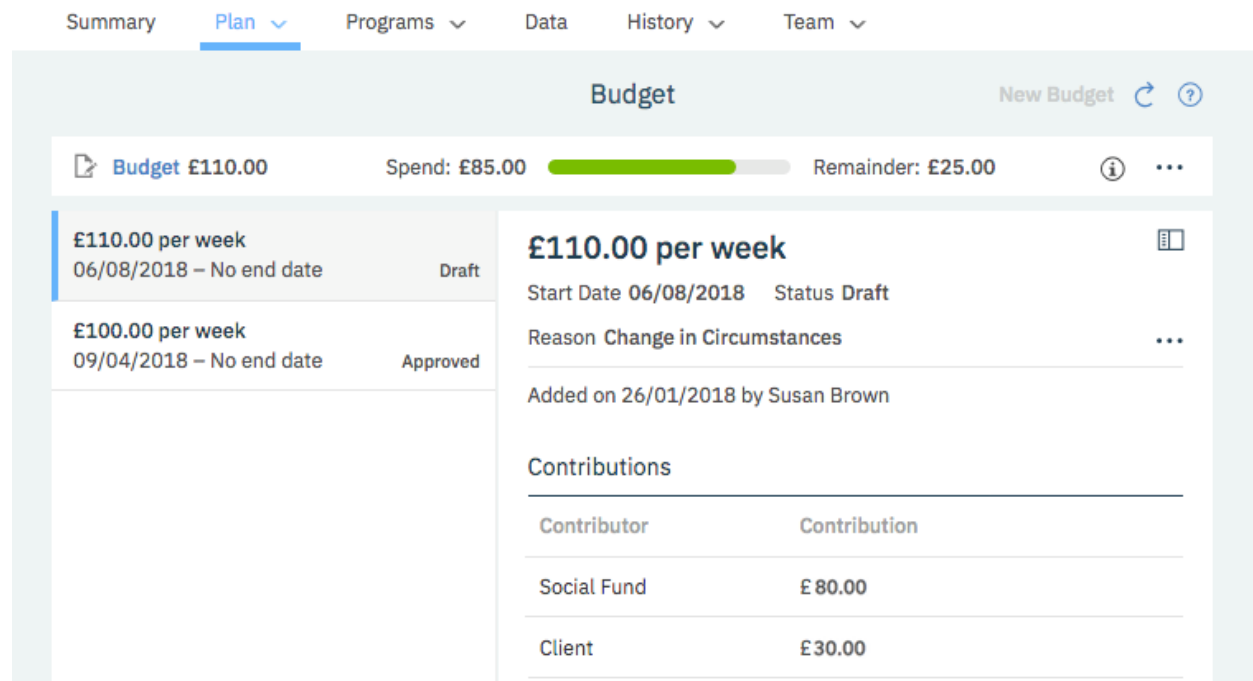 Summary Plan Programs Data History Team
Budget New Budget
Budget £110.00 Spend: £85.00 Remainder: £25.00
£110.00 per week
06/08/2018 – No end date Draft
£100.00 per week
09/04/2018 – No end date Approved
£110.00 per week
Start Date 06/08/2018 Status Draft
Reason Change in Circumstances
Added on 26/01/2018 by Susan Brown
Contributions
Contributor Contribution
Social Fund £80.00
Client £30.00